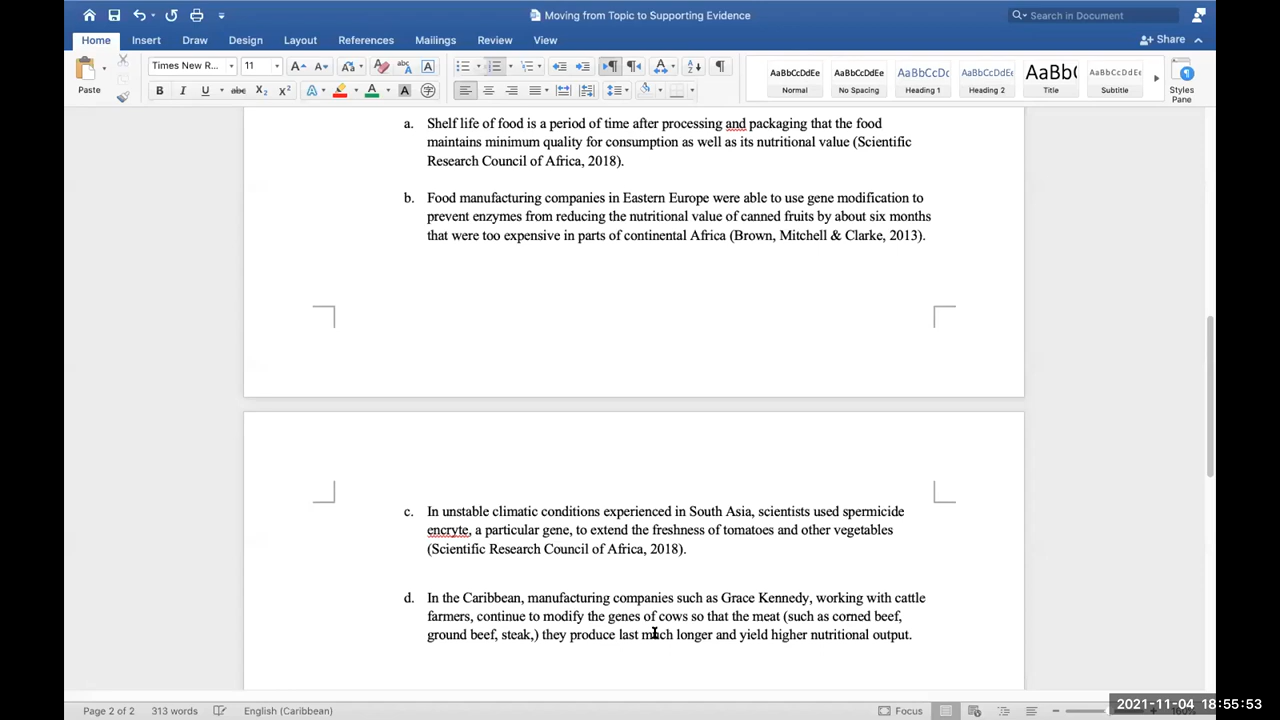 Moving from Topic to Supporting Evidence
Search in Document
Home Insert Draw Design Layout References Mailings Review View
Share
Paste
Times New R... 11
AaBbCcDdEe AaBbCcDdEe AaBbCcDc AaBbCcDdEe AaBb( AaBbCcDdEe
Normal No Spacing Heading 1 Heading 2 Title Subtitle
Styles
Pane
a. Shelf life of food is a period of time after processing and packaging that the food
maintains minimum quality for consumption as well as its nutritional value (Scientific
Research Council of Africa, 2018).
b. Food manufacturing companies in Eastern Europe were able to use gene modification to
prevent enzymes from reducing the nutritional value of canned fruits by about six months
that were too expensive in parts of continental Africa (Brown, Mitchell & Clarke, 2013).
c. In unstable climatic conditions experienced in South Asia, scientists used spermicide
encryte, a particular gene, to extend the freshness of tomatoes and other vegetables
(Scientific Research Council of Africa, 2018).
d. In the Caribbean, manufacturing companies such as Grace Kennedy, working with cattle
farmers, continue to modify the genes of cows so that the meat (such as corned beef,
ground beef, steak,) they produce last much longer and yield higher nutritional output.
Page 2 of 2 313 words English (Caribbean) Focus
2021-11-04 18:55:53